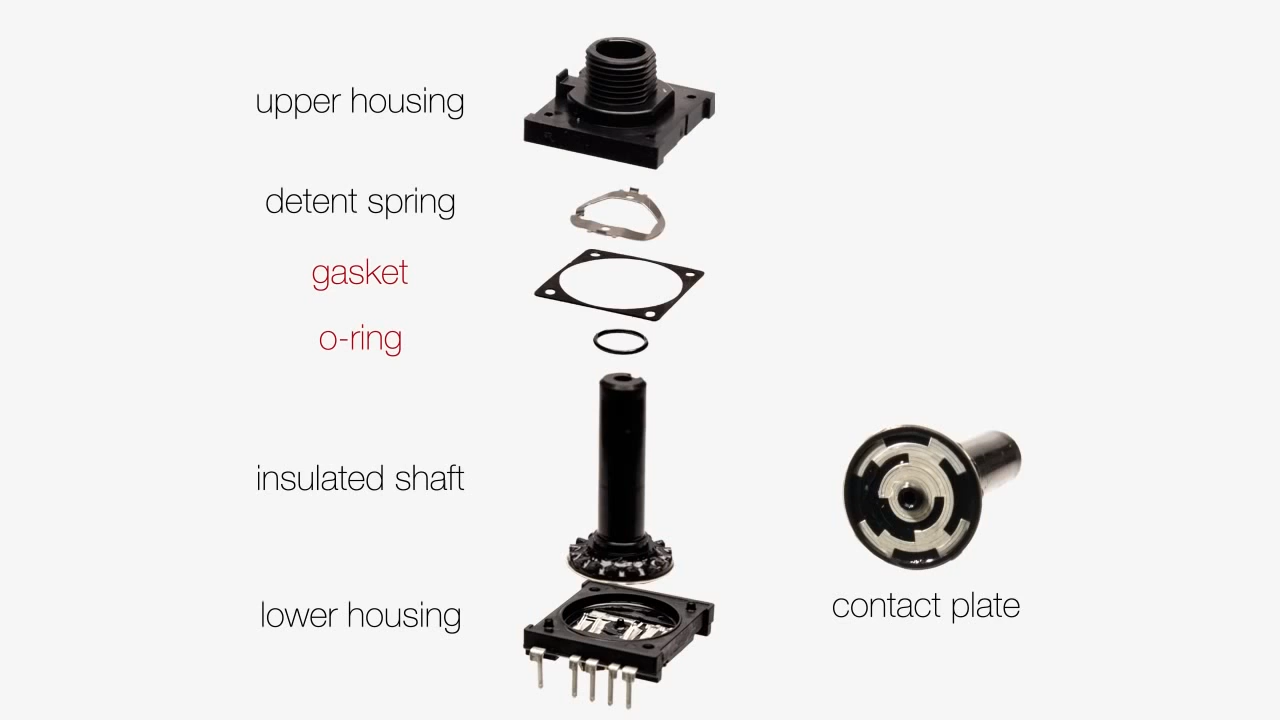 upper housing
detent spring
gasket
o-ring
insulated shaft
lower housing
contact plate